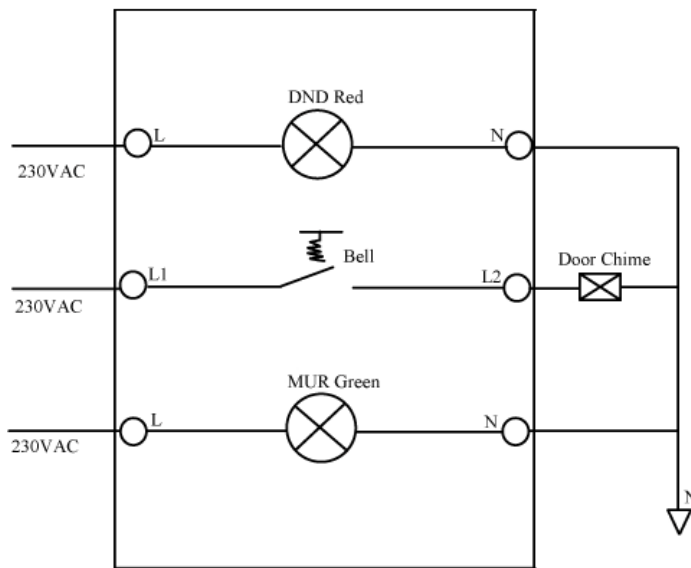 DND Red
L
N
230VAC
Bell
L1
L2
Door Chime
230VAC
MUR Green
L
N
230VAC
N